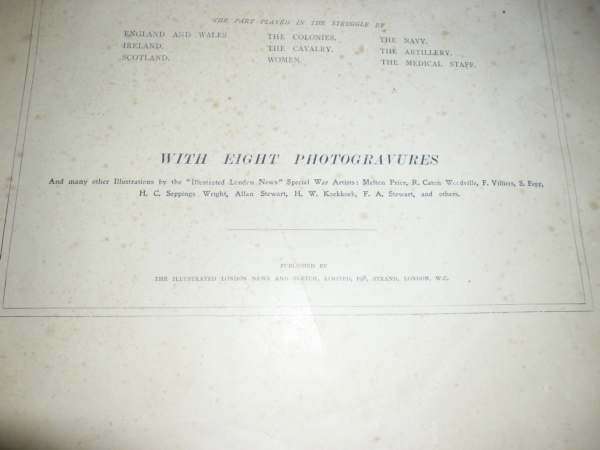 THE PART PLAYED IN THE STRUGGLE BY
ENGLAND AND WALES THE COLONIES. THE NAVY.
IRELAND. THE CAVALRY. THE ARTILLERY.
SCOTLAND. WOMEN. THE MEDICAL STAFF.
WITH EIGHT PHOTOGRAVURES
And many other Illustrations by the "Illustrated London News" Special War Artists: Melton Prior, R. Caton Woodville, F. Villiers, S. Begg,
H. C. Seppings Wright, Allan Stewart, H. W. Koekkoek, F. A. Stewart, and others.
PUBLISHED BY
THE ILLUSTRATED LONDON NEWS AND SKETCH, LIMITED, 198, STRAND, LONDON, W.C.